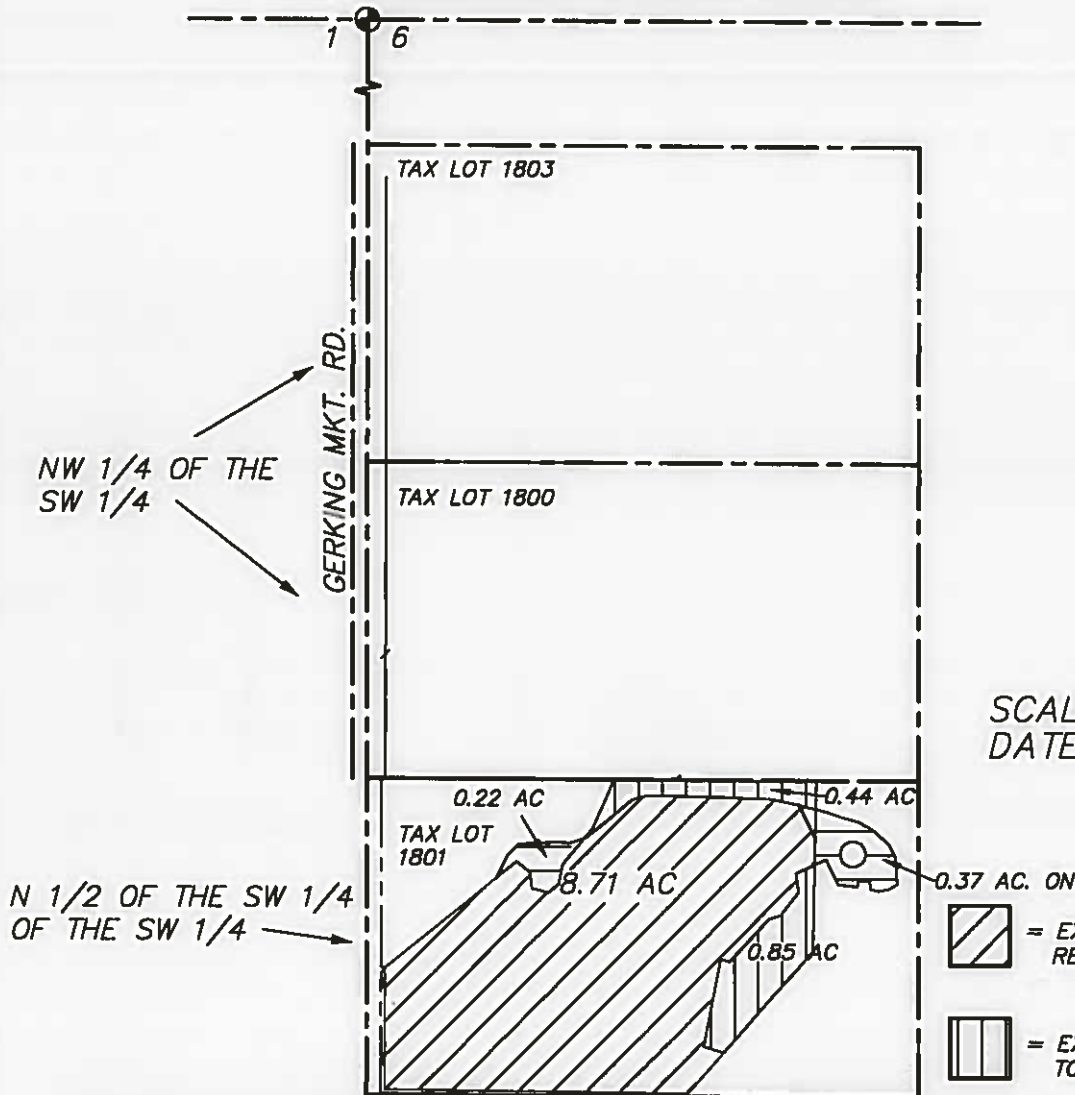 1 6
TAX LOT 1803
GERKING MKT. RD.
NW 1/4 OF THE
SW 1/4
TAX LOT 1800
SCAL
DATE
0.22 AC
0.44 AC
TAX LOT
1801
8.71 AC
0.37 AC. ON
N 1/2 OF THE SW 1/4
OF THE SW 1/4
0.85 AC
= EX
RE
= EX
TO